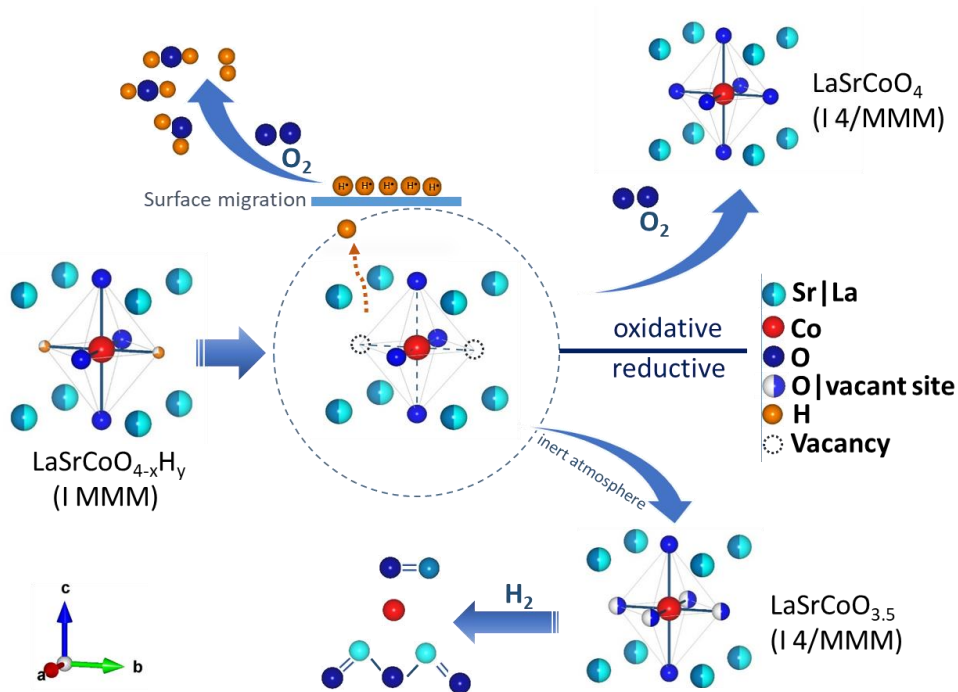 LaSrCoO₄
(I 4/MMM)
O₂
H• H• H• H• H•
Surface migration
O₂
Sr|La
Co
O
O|vacant site
H
Vacancy
oxidative
reductive
LaSrCoO₄₋ₓHᵧ
(I MMM)
inert atmosphere
H₂
LaSrCoO₃.₅
(I 4/MMM)
c
a
b